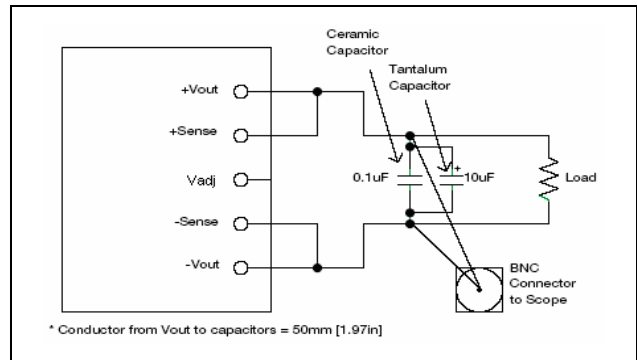 Ceramic
Capacitor
Tantalum
Capacitor
+Vout
+Sense
Vadj
-Sense
-Vout
0.1uF
+
10uF
Load
BNC
Connector
to Scope
* Conductor from Vout to capacitors = 50mm [1.97in]